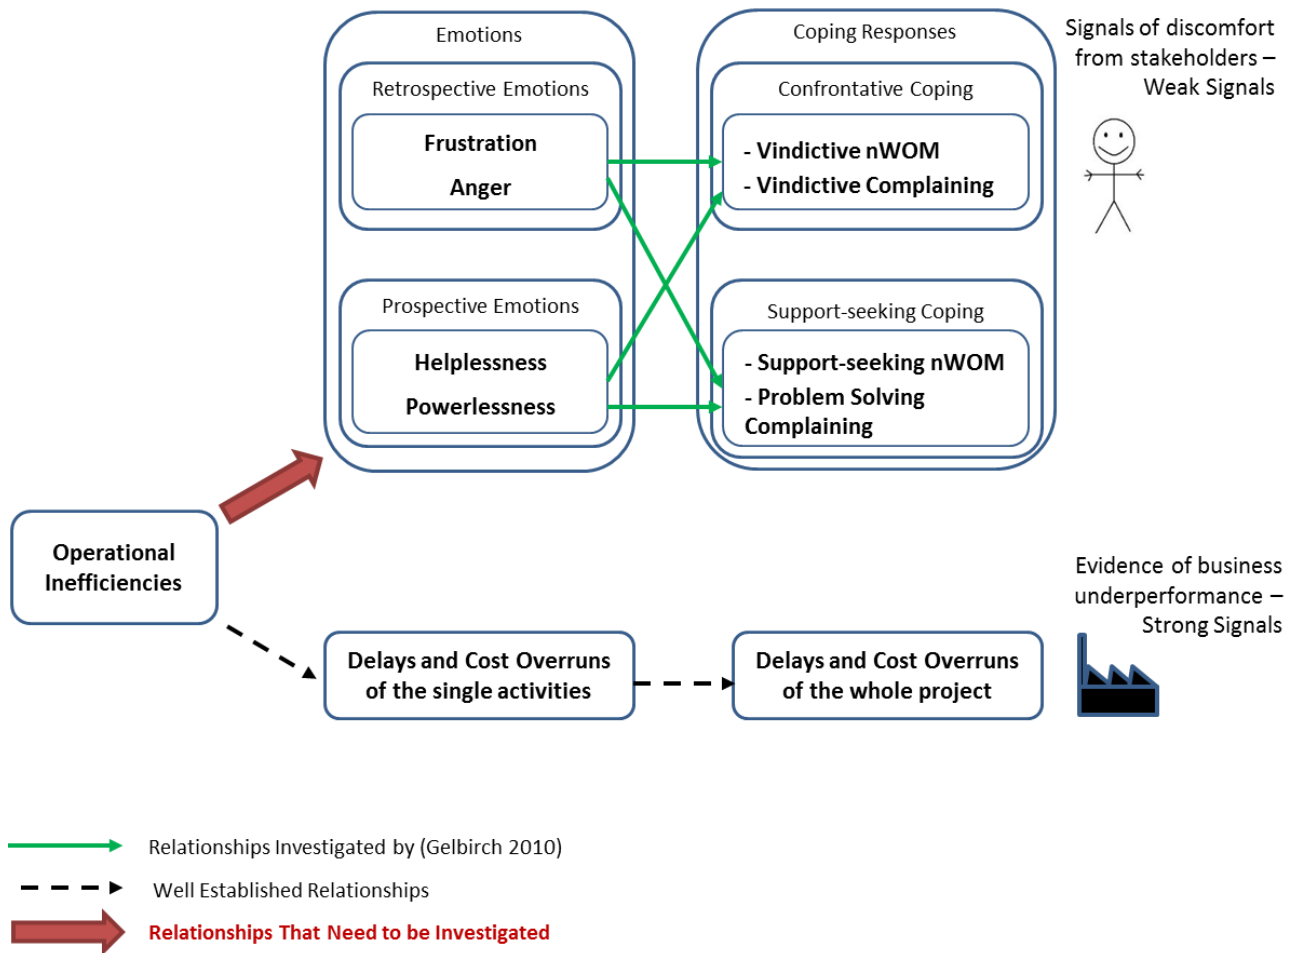 Emotions
Retrospective Emotions
Frustration
Anger
Prospective Emotions
Helplessness
Powerlessness
Coping Responses
Confrontative Coping
- Vindictive nWOM
- Vindictive Complaining
Support-seeking Coping
- Support-seeking nWOM
- Problem Solving
Complaining
Signals of discomfort
from stakeholders –
Weak Signals
Operational
Inefficiencies
Delays and Cost Overruns
of the single activities
Delays and Cost Overruns
of the whole project
Evidence of business
underperformance –
Strong Signals
Relationships Investigated by (Gelbirch 2010)
Well Established Relationships
Relationships That Need to be Investigated